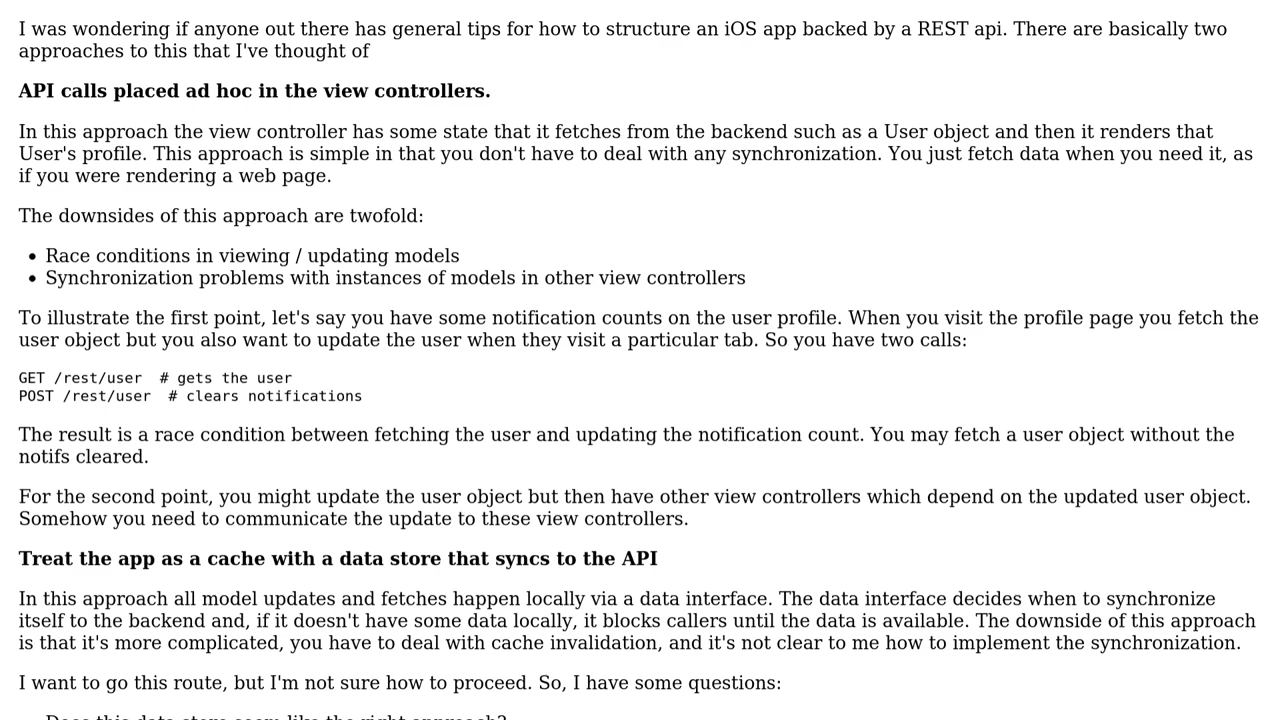 I was wondering if anyone out there has general tips for how to structure an iOS app backed by a REST api. There are basically two
approaches to this that I've thought of
API calls placed ad hoc in the view controllers.
In this approach the view controller has some state that it fetches from the backend such as a User object and then it renders that
User's profile. This approach is simple in that you don't have to deal with any synchronization. You just fetch data when you need it, as
if you were rendering a web page.
The downsides of this approach are twofold:
• Race conditions in viewing / updating models
• Synchronization problems with instances of models in other view controllers
To illustrate the first point, let's say you have some notification counts on the user profile. When you visit the profile page you fetch the
user object but you also want to update the user when they visit a particular tab. So you have two calls:
GET /rest/user  # gets the user
POST /rest/user  # clears notifications
The result is a race condition between fetching the user and updating the notification count. You may fetch a user object without the
notifs cleared.
For the second point, you might update the user object but then have other view controllers which depend on the updated user object.
Somehow you need to communicate the update to these view controllers.
Treat the app as a cache with a data store that syncs to the API
In this approach all model updates and fetches happen locally via a data interface. The data interface decides when to synchronize
itself to the backend and, if it doesn't have some data locally, it blocks callers until the data is available. The downside of this approach
is that it's more complicated, you have to deal with cache invalidation, and it's not clear to me how to implement the synchronization.
I want to go this route, but I'm not sure how to proceed. So, I have some questions:
Does this data store seem like the right approach?